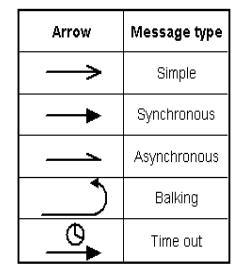 Arrow Message type
Simple
Synchronous
Asynchronous
Balking
Time out